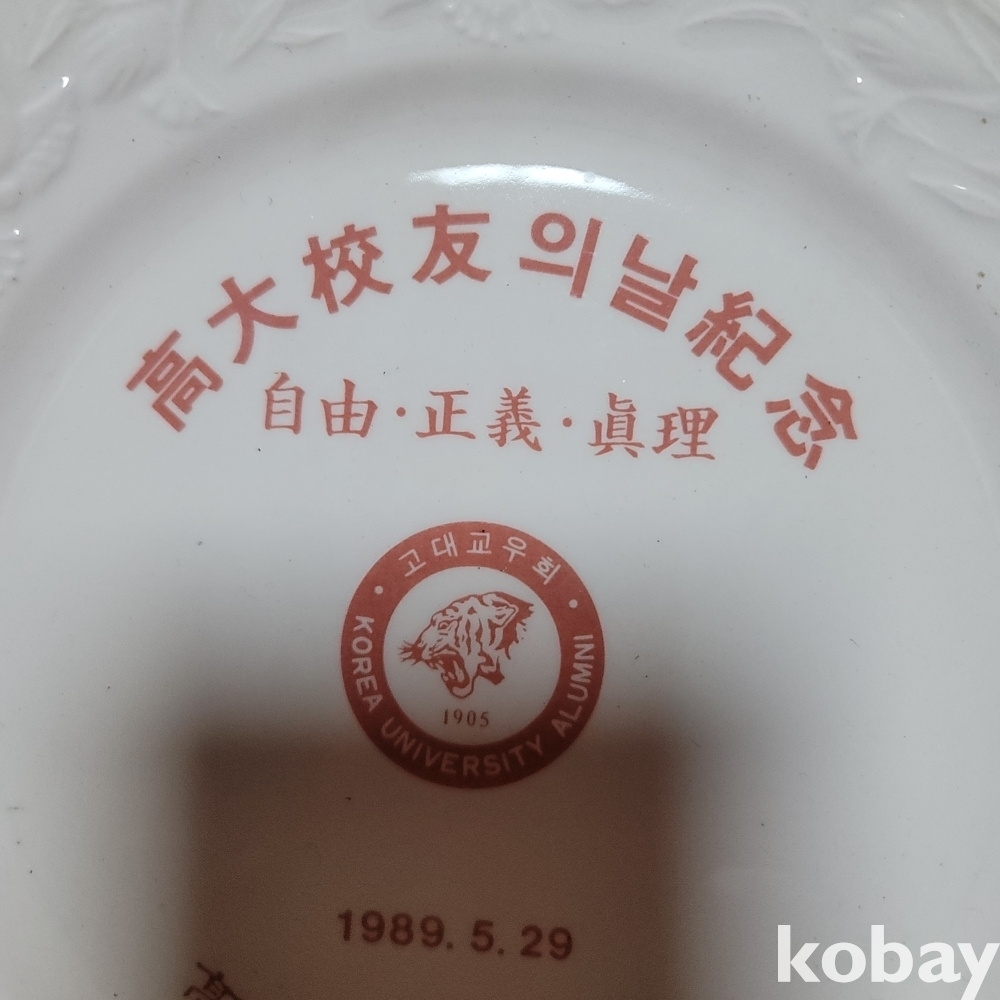 高大校友의날紀念
自由·正義·眞理
고대교우회
KOREA UNIVERSITY ALUMNI
1905
1989. 5. 29
高
kobay